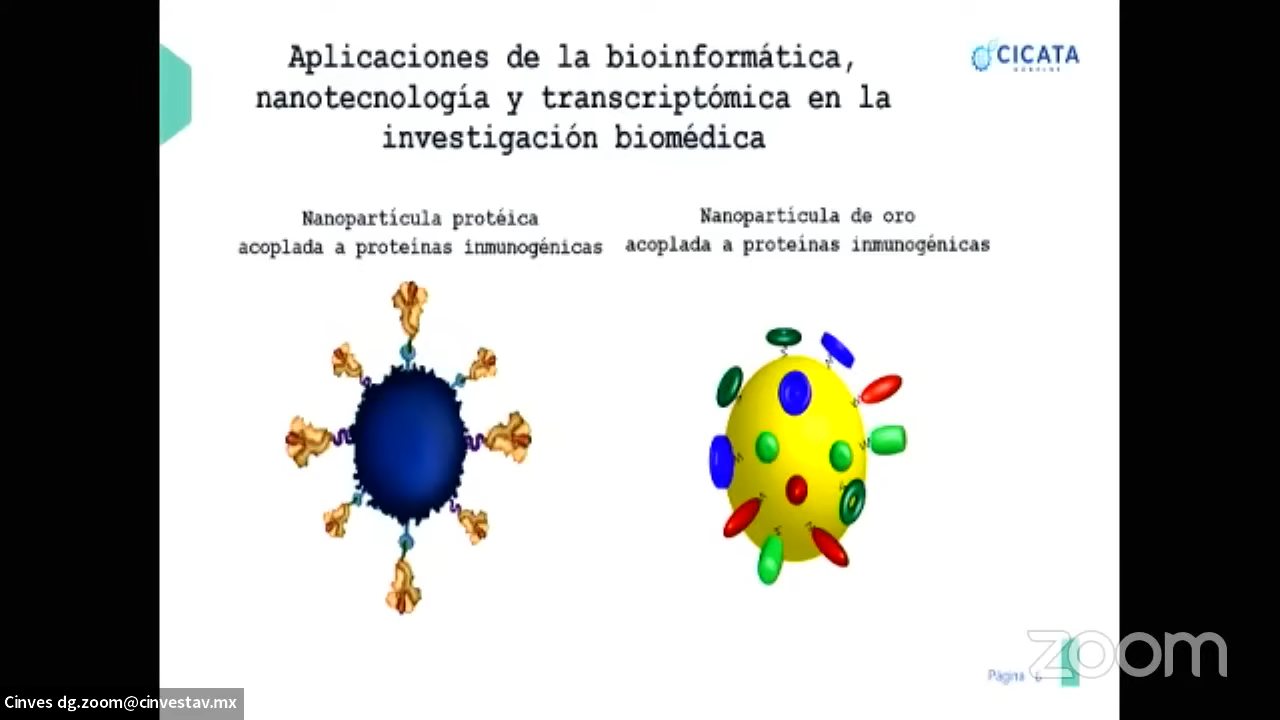 Aplicaciones de la bioinformática,
nanotecnología y transcriptómica en la
investigación biomédica
CICATA
Nanopartícula protéica
acoplada a proteínas inmunogénicas
Nanopartícula de oro
acoplada a proteínas inmunogénicas
zoom
Página 6
Cinves dg.zoom@cinvestav.mx